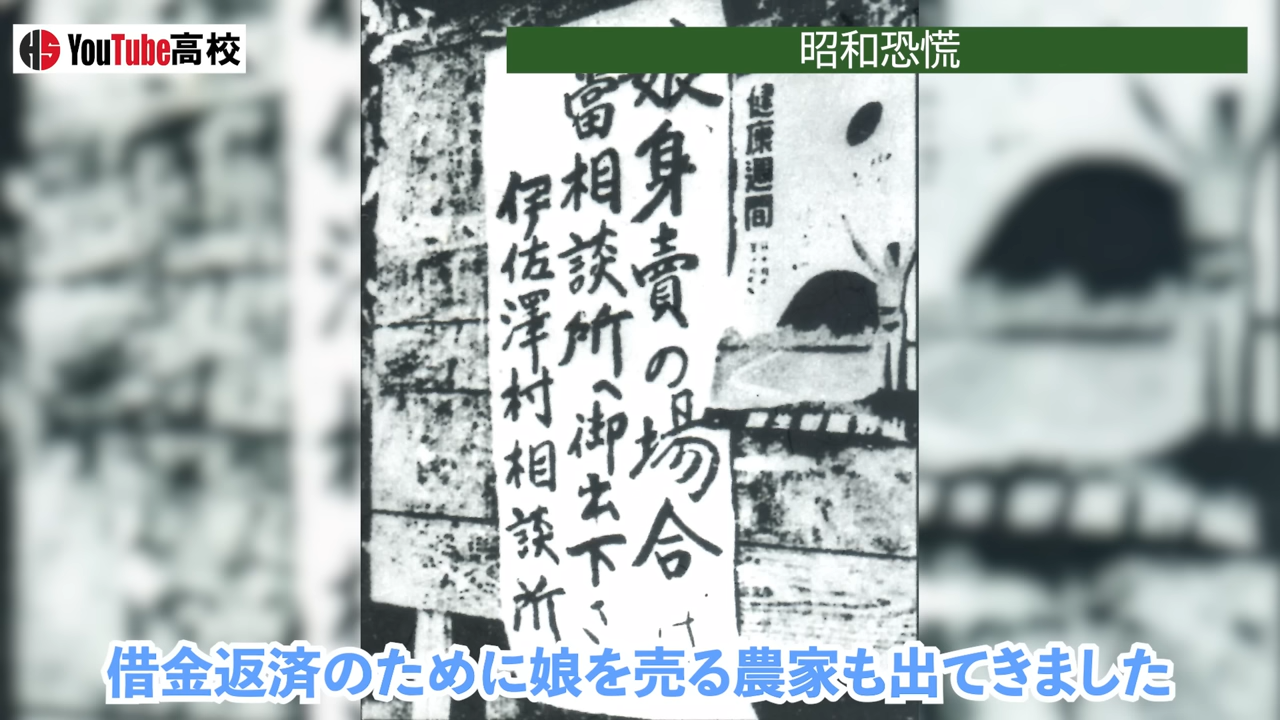 YouTube高校
昭和恐慌
娘身賣の場合は
當相談所へ御出下さ
伊佐澤村相談所
健康週間
借金返済のために娘を売る農家も出てきました